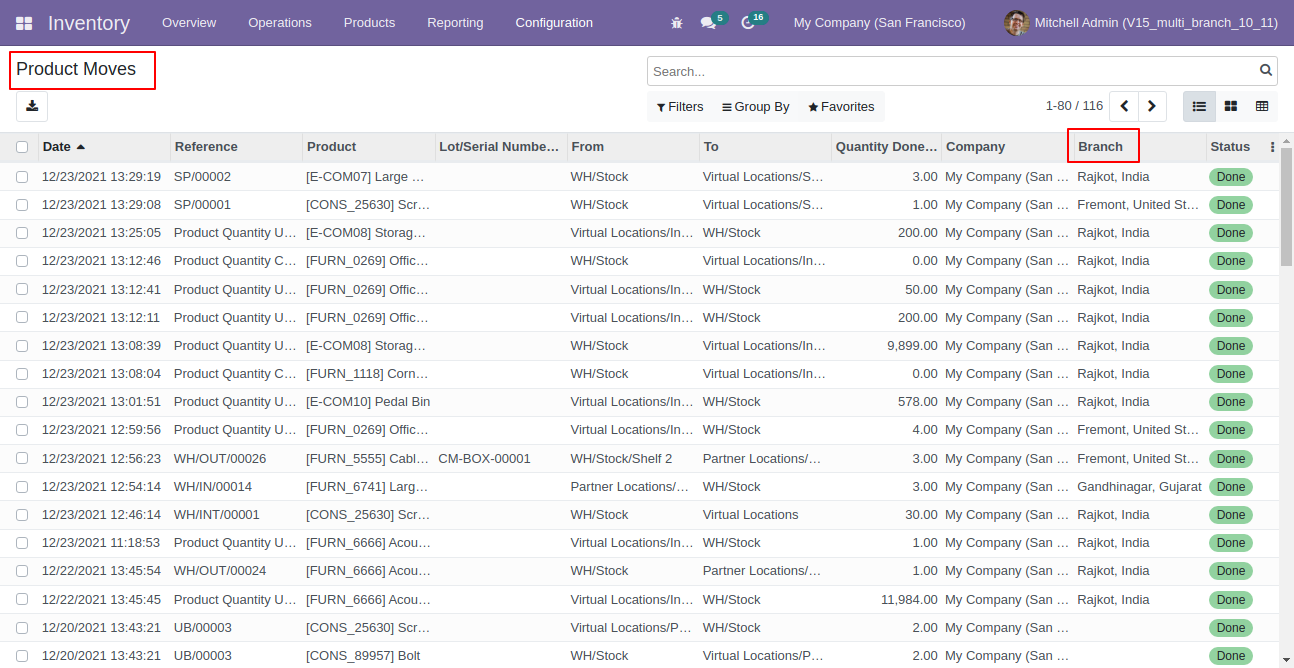 Inventory Overview Operations Products Reporting Configuration 5 16 My Company (San Francisco) Mitchell Admin (V15_multi_branch_10_11)
Product Moves Search...
Filters Group By Favorites 1-80 / 116
Date Reference Product Lot/Serial Numbe... From To Quantity Done... Company Branch Status
12/23/2021 13:29:19 SP/00002 [E-COM07] Large ... WH/Stock Virtual Locations/S... 3.00 My Company (San ... Rajkot, India Done
12/23/2021 13:29:08 SP/00001 [CONS_25630] Scr... WH/Stock Virtual Locations/S... 1.00 My Company (San ... Fremont, United St... Done
12/23/2021 13:25:05 Product Quantity U... [E-COM08] Storag... Virtual Locations/In... WH/Stock 200.00 My Company (San ... Rajkot, India Done
12/23/2021 13:12:46 Product Quantity C... [FURN_0269] Offic... WH/Stock Virtual Locations/In... 0.00 My Company (San ... Rajkot, India Done
12/23/2021 13:12:41 Product Quantity U... [FURN_0269] Offic... Virtual Locations/In... WH/Stock 50.00 My Company (San ... Rajkot, India Done
12/23/2021 13:12:11 Product Quantity U... [FURN_0269] Offic... Virtual Locations/In... WH/Stock 200.00 My Company (San ... Rajkot, India Done
12/23/2021 13:08:39 Product Quantity U... [E-COM08] Storag... WH/Stock Virtual Locations/In... 9,899.00 My Company (San ... Rajkot, India Done
12/23/2021 13:08:04 Product Quantity C... [FURN_1118] Corn... WH/Stock Virtual Locations/In... 0.00 My Company (San ... Rajkot, India Done
12/23/2021 13:01:51 Product Quantity U... [E-COM10] Pedal Bin Virtual Locations/In... WH/Stock 578.00 My Company (San ... Rajkot, India Done
12/23/2021 12:59:56 Product Quantity U... [FURN_0269] Offic... Virtual Locations/In... WH/Stock 4.00 My Company (San ... Fremont, United St... Done
12/23/2021 12:56:23 WH/OUT/00026 [FURN_5555] Cabl... CM-BOX-00001 WH/Stock/Shelf 2 Partner Locations/... 3.00 My Company (San ... Fremont, United St... Done
12/23/2021 12:54:14 WH/IN/00014 [FURN_6741] Larg... Partner Locations/... WH/Stock 3.00 My Company (San ... Gandhinagar, Gujarat Done
12/23/2021 12:46:14 WH/INT/00001 [CONS_25630] Scr... WH/Stock Virtual Locations 30.00 My Company (San ... Rajkot, India Done
12/23/2021 11:18:53 Product Quantity U... [FURN_6666] Acou... Virtual Locations/In... WH/Stock 1.00 My Company (San ... Rajkot, India Done
12/22/2021 13:45:54 WH/OUT/00024 [FURN_6666] Acou... WH/Stock Partner Locations/... 1.00 My Company (San ... Rajkot, India Done
12/22/2021 13:45:45 Product Quantity U... [FURN_6666] Acou... Virtual Locations/In... WH/Stock 11,984.00 My Company (San ... Rajkot, India Done
12/20/2021 13:43:21 UB/00003 [CONS_25630] Scr... Virtual Locations/P... WH/Stock 2.00 My Company (San ... Done
12/20/2021 13:43:21 UB/00003 [CONS_89957] Bolt WH/Stock Virtual Locations/P... 2.00 My Company (San ... Done